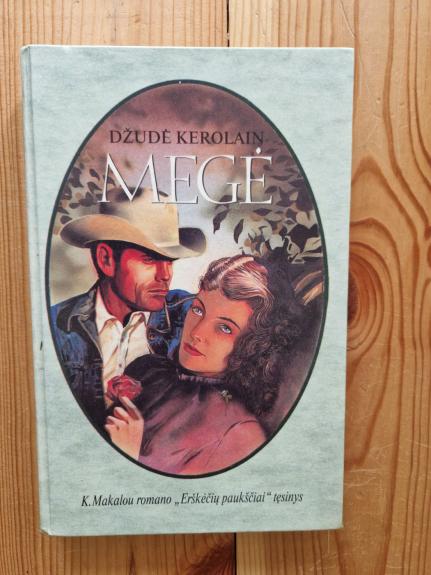 DŽUDĖ KEROLAIN
MEGĖ
K.Makalou romano „Erškėčių paukščiai“ tęsinys